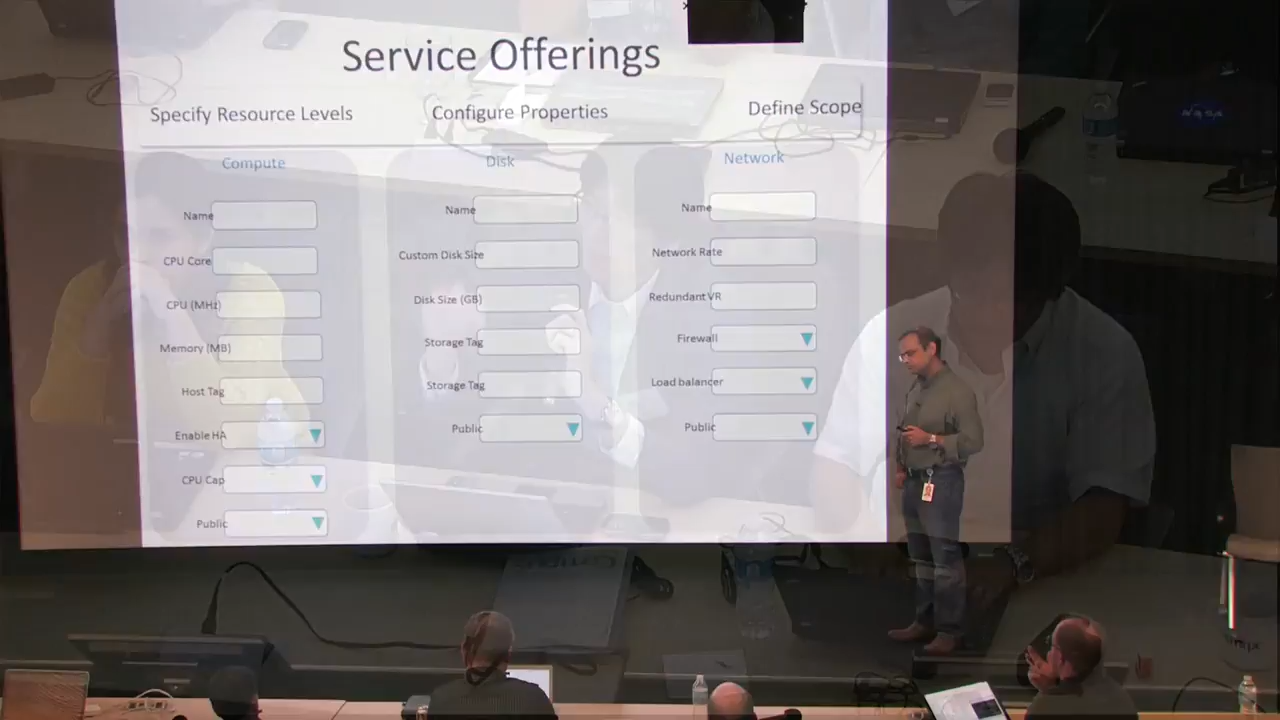 Service Offerings
Specify Resource Levels
Configure Properties
Define Scope
Compute
Name
CPU Core
CPU (MHz)
Memory (MB)
Host Tag
Enable HA
CPU Cap
Public
Disk
Name
Custom Disk Size
Disk Size (GB)
Storage Tag
Storage Tag
Public
Network
Name
Network Rate
Redundant VR
Firewall
Load balancer
Public